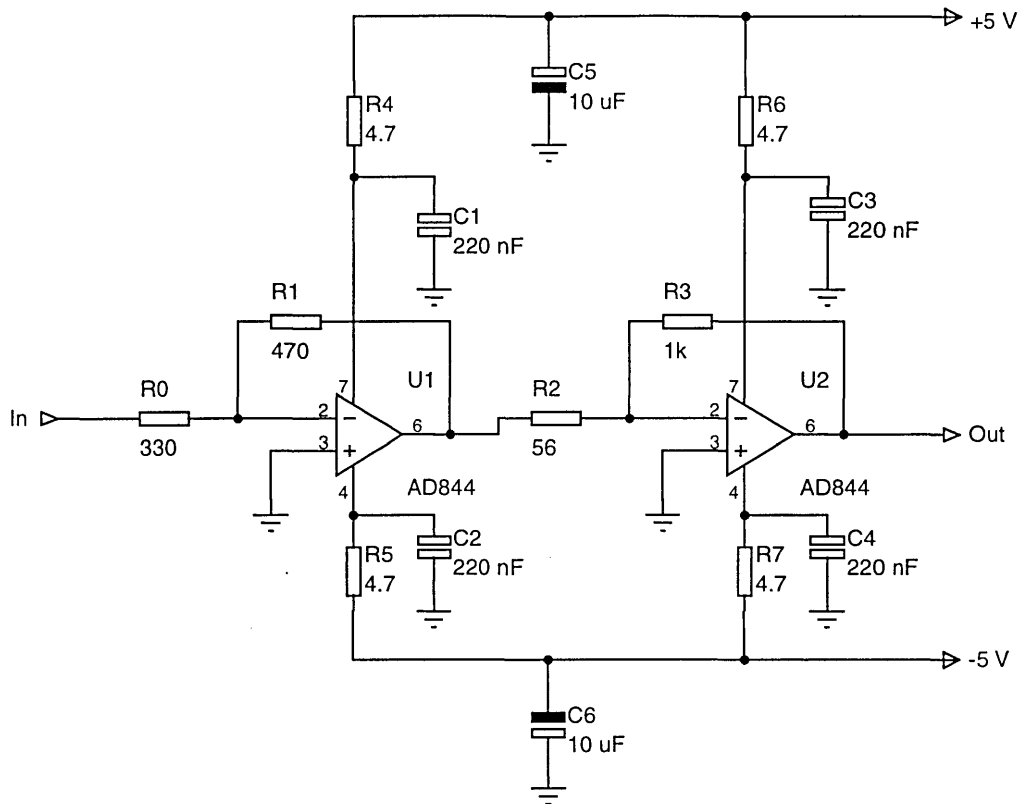 +5 V
C5
10 uF
R4
4.7
R6
4.7
C1
220 nF
C3
220 nF
R1
470
R3
1k
7
U1
7
U2
In
R0
330
2
3
6
R2
56
2
3
6
Out
4
AD844
4
AD844
C2
220 nF
R5
4.7
C4
220 nF
R7
4.7
-5 V
C6
10 uF